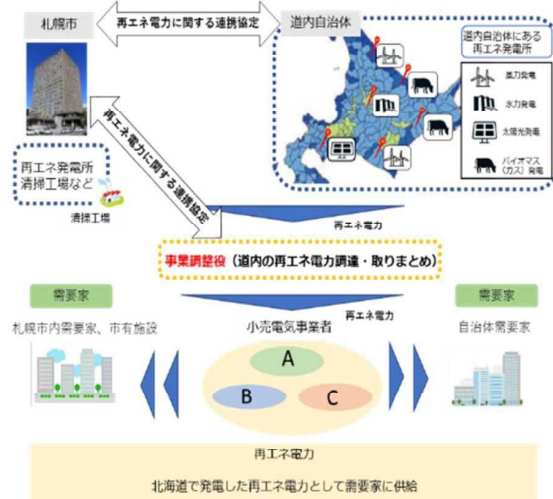 札幌市
再エネ電力に関する連携協定
道内自治体
道内自治体にある
再エネ発電所
風力発電
水力発電
太陽光発電
バイオマス
(ガス)発電
再エネ電力に関する連携協定
再エネ発電所
清掃工場など
清掃工場
再エネ電力
事業調整役(道内の再エネ電力調達・取りまとめ)
需要家
再エネ電力
需要家
札幌市内需要家、市有施設
小売電気事業者
自治体需要家
A
B
C
再エネ電力
北海道で発電した再エネ電力として需要家に供給